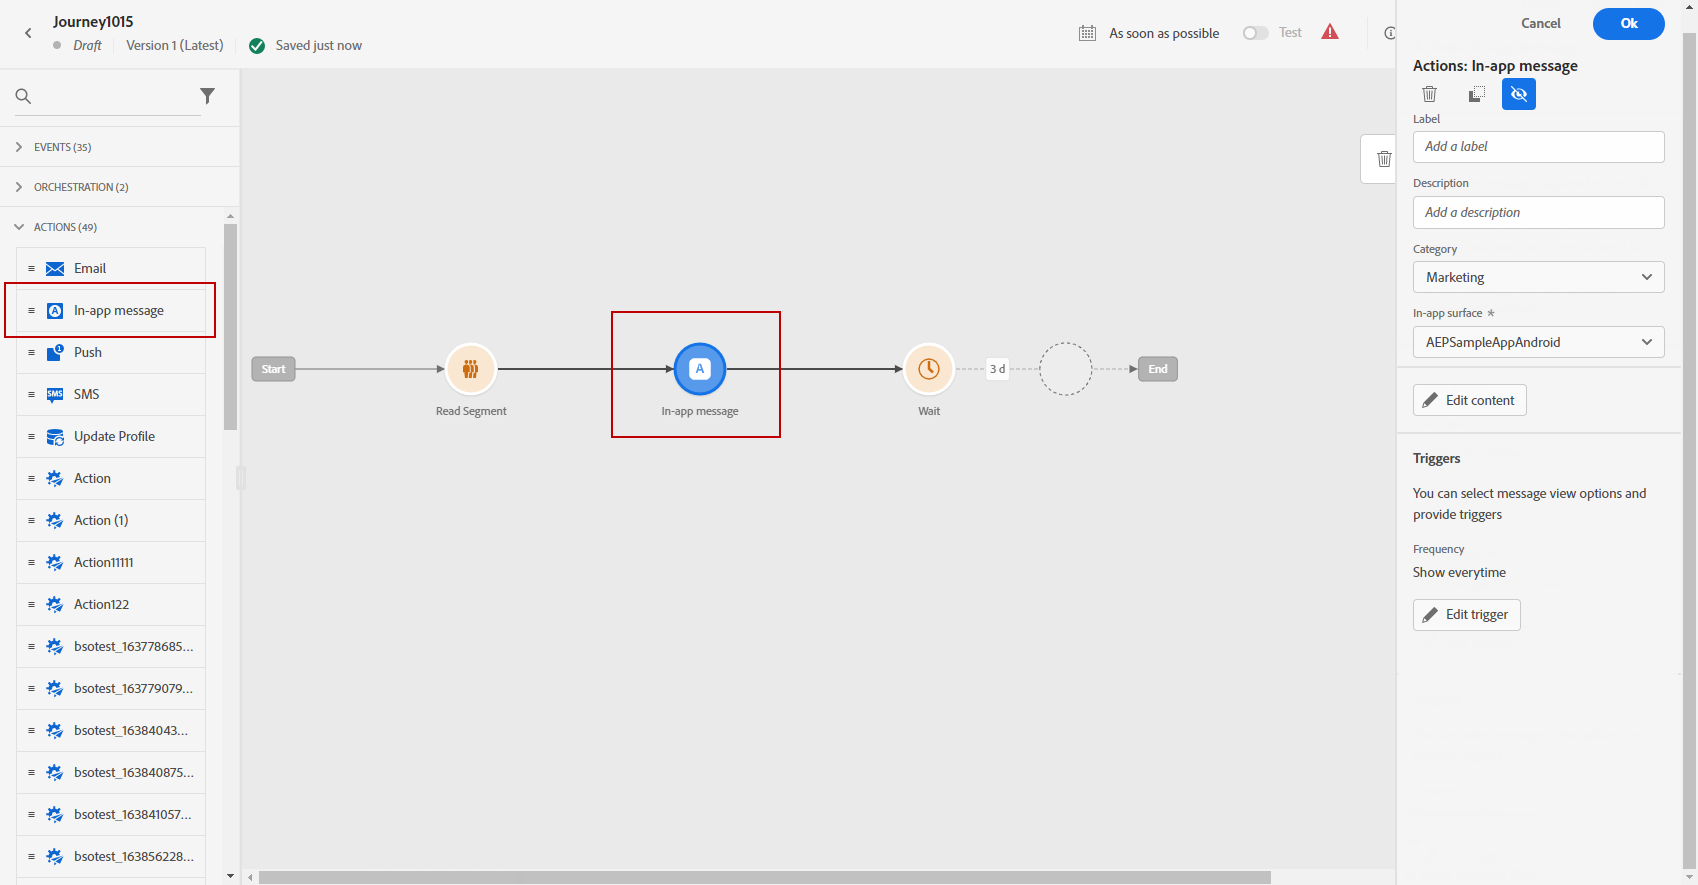 Journey1015
Draft
Version 1 (Latest)
Saved just now
As soon as possible
Test
Cancel
Ok
EVENTS (35)
ORCHESTRATION (2)
ACTIONS (49)
Email
In-app message
Push
SMS
Update Profile
Action
Action (1)
Action11111
Action122
bsotest_163778685...
bsotest_163779079...
bsotest_16384043...
bsotest_163840875...
bsotest_163841057...
bsotest_163856228...
Start
Read Segment
In-app message
Wait
3 d
End
Actions: In-app message
Label
Add a label
Description
Add a description
Category
Marketing
In-app surface *
AEPSampleAppAndroid
Edit content
Triggers
You can select message view options and
provide triggers
Frequency
Show everytime
Edit trigger